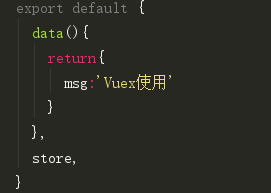 export default {
data(){
return{
msg:'Vuex使用'
}
},
store,
}